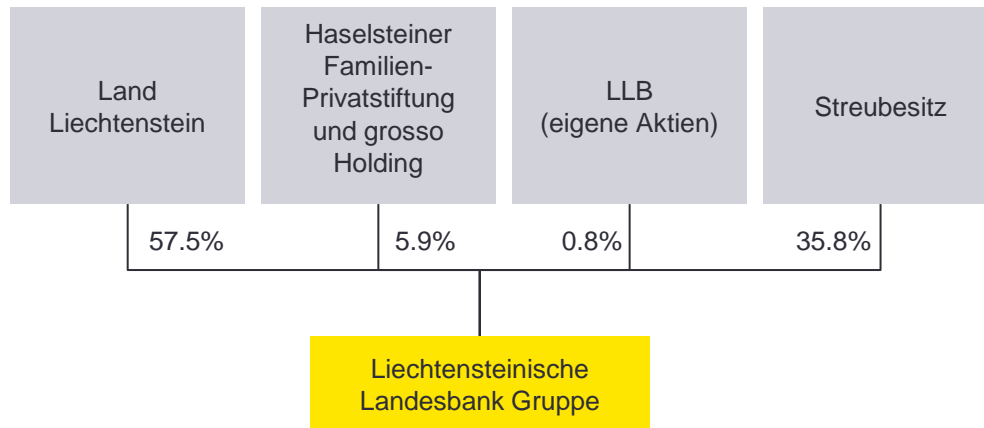 Land
Liechtenstein
Haselsteiner
Familien-
Privatstiftung
und grosso
Holding
LLB
(eigene Aktien)
Streubesitz
57.5%
5.9%
0.8%
35.8%
Liechtensteinische
Landesbank Gruppe